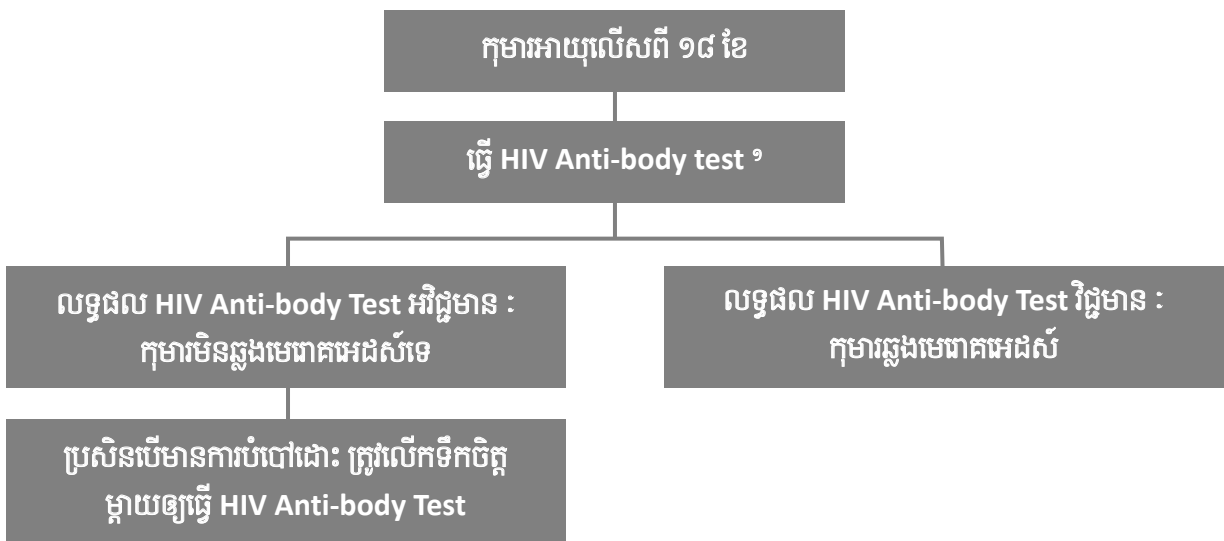 កុមារអាយុលើសពី ១៨ ខែ
ធ្វើ HIV Anti-body test ១
លទ្ធផល HIV Anti-body Test អវិជ្ជមាន ៈ
កុមារមិនឆ្លងមេរោគអេដស៍ទេ
លទ្ធផល HIV Anti-body Test វិជ្ជមាន ៈ
កុមារឆ្លងមេរោគអេដស៍
ប្រសិនបើមានការបំបៅដោះ ត្រូវលើកទឹកចិត្ត
ម្តាយឲ្យធ្វើ HIV Anti-body Test